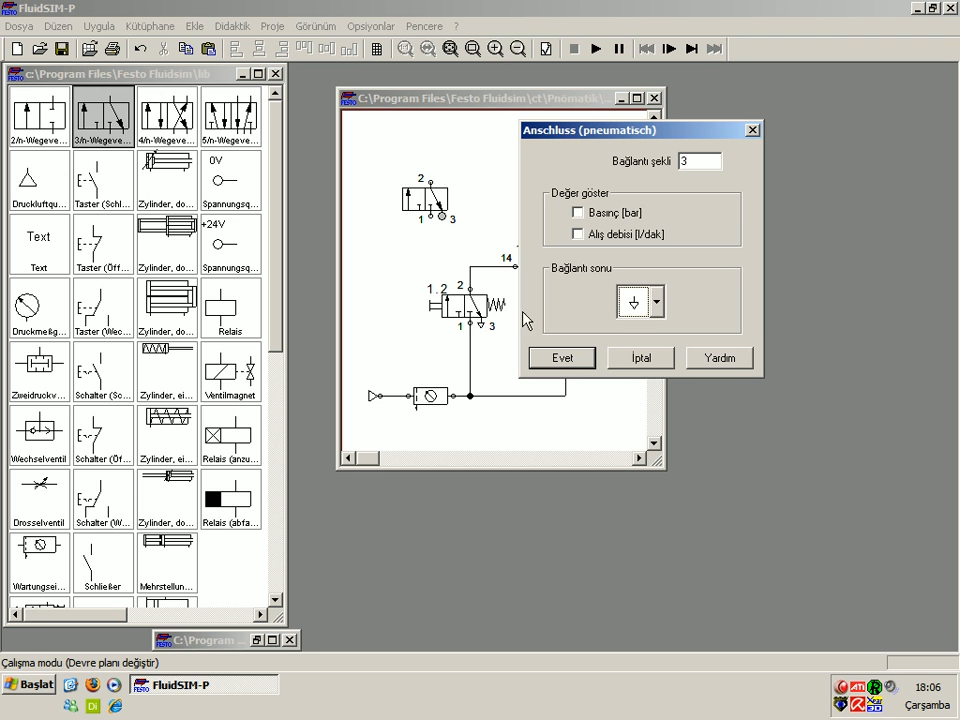 FluidSIM-P
Dosya Düzen Uygula Kütüphane Ekle Didaktik Proje Görünüm Opsiyonlar Pencere ?
c:\Program Files\Festo Fluidsim\lib
2/n-Wegeve... 3/n-Wegeve... 4/n-Wegeve... 5/n-Wegeve...
0V
Druckluftqu... Taster (Schl... Zylinder, do... Spannungsq...
Text
+24V
Text Taster (Öff... Zylinder, do... Spannungsq...
Druckmeßg... Taster (Wec... Zylinder, do... Relais
Zweidruckv... Schalter (Sc... Zylinder, ei... Ventilmagnet
Wechselventil Schalter (Öf... Zylinder, ei... Relais (anzu...
Drosselventil Schalter (W... Zylinder, do... Relais (abfa...
Wartungsei... Schließer Mehrstellun...
C:\Program ...
C:\Program Files\Festo Fluidsim\ct\Pnömatik\...
2
1 3
14
1.2 2
1 3
Anschluss (pneumatisch)
Bağlantı şekli 3
Değer göster
Basınç [bar]
Alış debisi [l/dak]
Bağlantı sonu
Evet İptal Yardım
Çalışma modu (Devre planı değiştir)
Başlat FluidSIM-P 18:06
Çarşamba